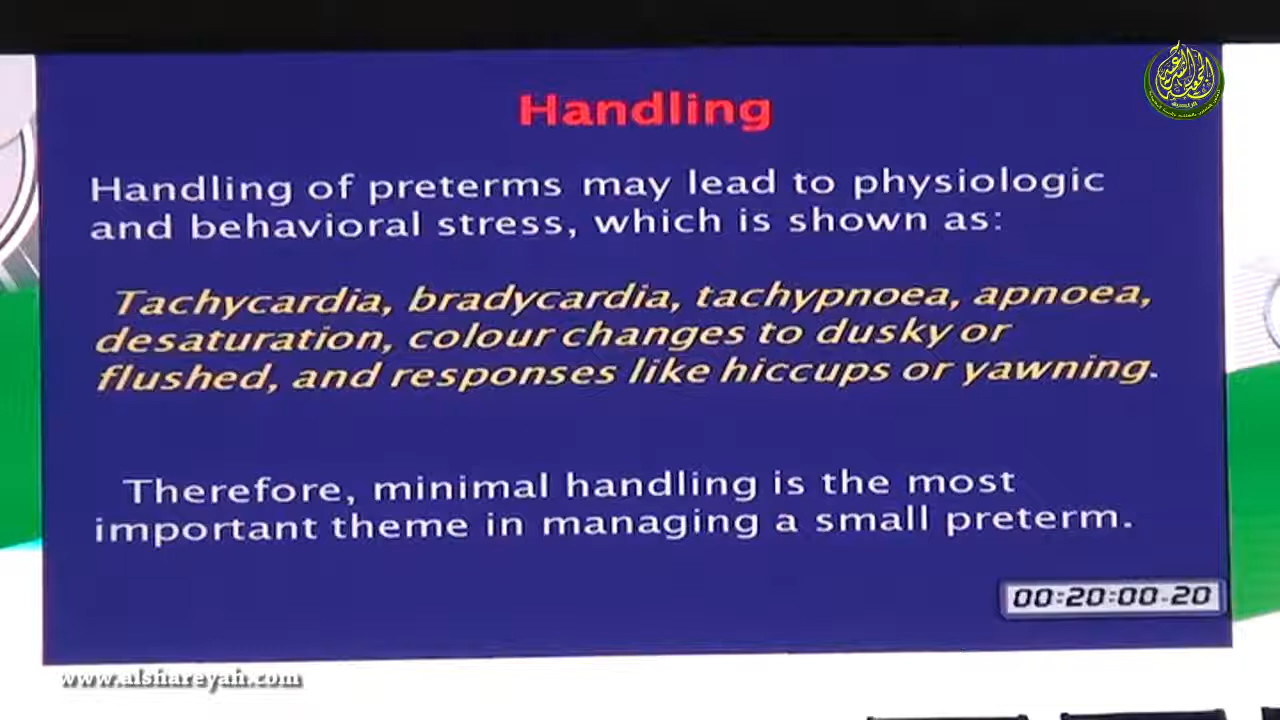 Handling
Handling of preterms may lead to physiologic
and behavioral stress, which is shown as:
Tachycardia, bradycardia, tachypnoea, apnoea,
desaturation, colour changes to dusky or
flushed, and responses like hiccups or yawning.
Therefore, minimal handling is the most
important theme in managing a small preterm.
00:20:00-20
www.alshareyah.com